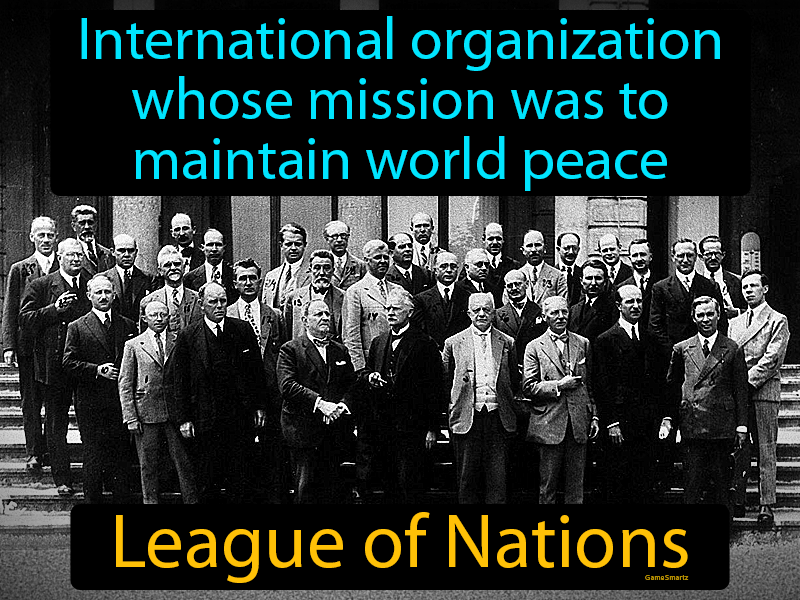 International organization
whose mission was to
maintain world peace
League of Nations
GameSmartz